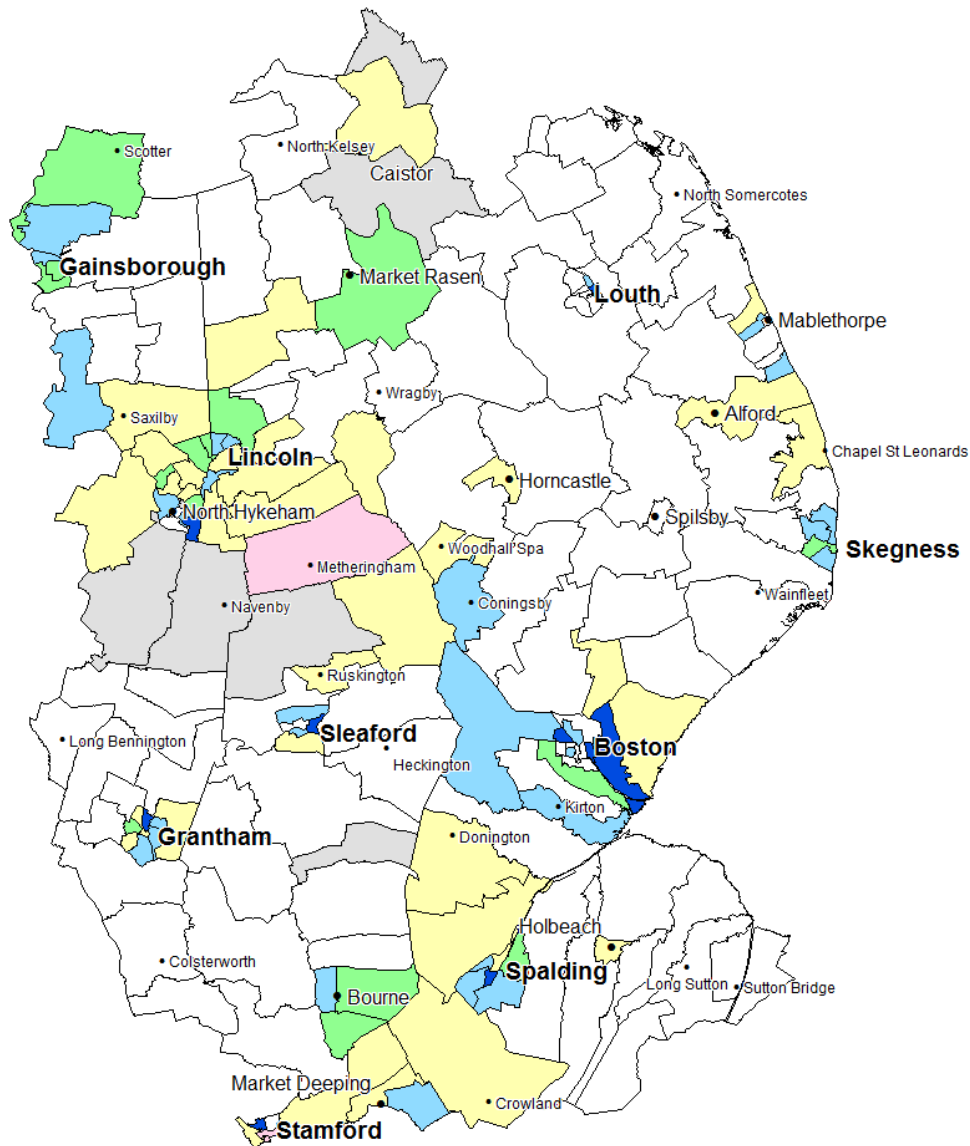 Scotter
North Kelsey
Caistor
North Somercotes
Gainsborough
Market Rasen
Louth
Mablethorpe
Wragby
Saxilby
Alford
Lincoln
Chapel St Leonards
Horncastle
North Hykeham
Spilsby
Woodhall Spa
Skegness
Metheringham
Wainfleet
Navenby
Coningsby
Ruskington
Sleaford
Long Bennington
Boston
Heckington
Kirton
Grantham
Donington
Holbeach
Colsterworth
Spalding
Long Sutton
Sutton Bridge
Bourne
Market Deeping
Crowland
Stamford